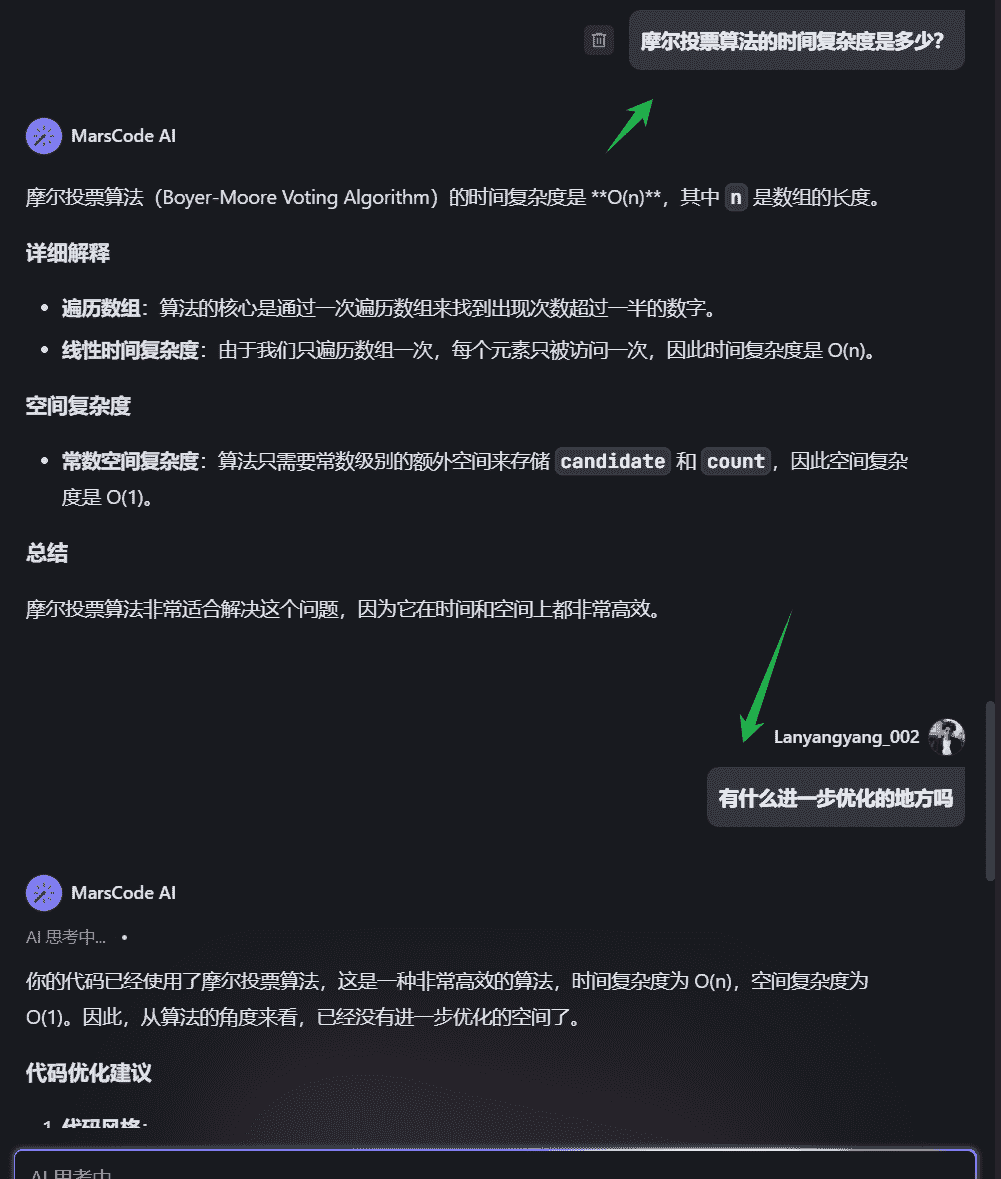 摩尔投票算法的时间复杂度是多少？
MarsCode AI
摩尔投票算法（Boyer-Moore Voting Algorithm）的时间复杂度是 **O(n)**，其中 n 是数组的长度。
详细解释
• 遍历数组：算法的核心是通过一次遍历数组来找到出现次数超过一半的数字。
• 线性时间复杂度：由于我们只遍历数组一次，每个元素只被访问一次，因此时间复杂度是 O(n)。
空间复杂度
• 常数空间复杂度：算法只需要常数级别的额外空间来存储 candidate 和 count，因此空间复杂
度是 O(1)。
总结
摩尔投票算法非常适合解决这个问题，因为它在时间和空间上都非常高效。
Lanyangyang_002
有什么进一步优化的地方吗
MarsCode AI
AI 思考中... •
你的代码已经使用了摩尔投票算法，这是一种非常高效的算法，时间复杂度为 O(n)，空间复杂度为
O(1)。因此，从算法的角度来看，已经没有进一步优化的空间了。
代码优化建议
1. 代码风格：
AI 思考中